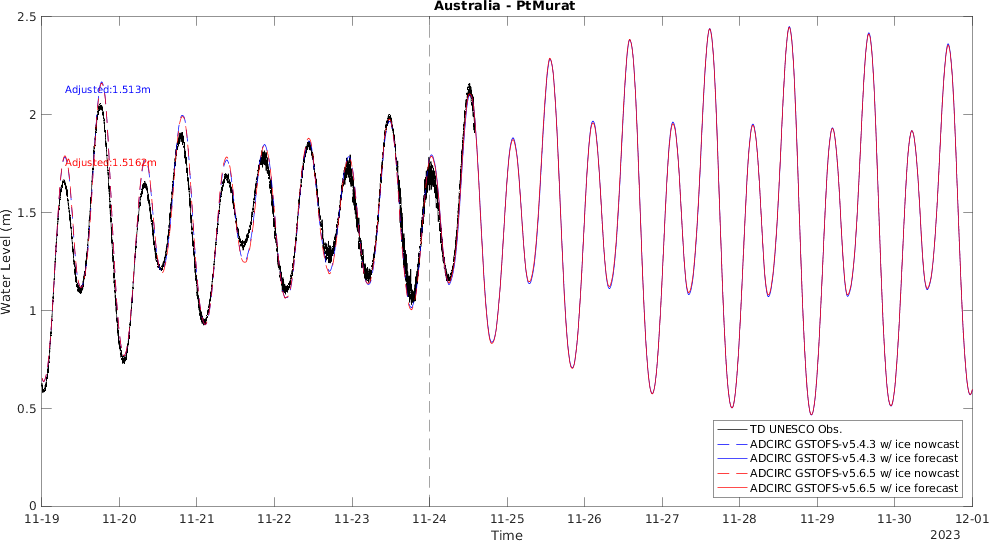 Australia - PtMurat
2.5
2
1.5
1
0.5
0
Water Level (m)
Adjusted:1.513m
Adjusted:1.5162m
TD UNESCO Obs.
ADCIRC GSTOFS-v5.4.3 w/ ice nowcast
ADCIRC GSTOFS-v5.4.3 w/ ice forecast
ADCIRC GSTOFS-v5.6.5 w/ ice nowcast
ADCIRC GSTOFS-v5.6.5 w/ ice forecast
11-19 11-20 11-21 11-22 11-23 11-24 11-25 11-26 11-27 11-28 11-29 11-30 12-01
Time
2023